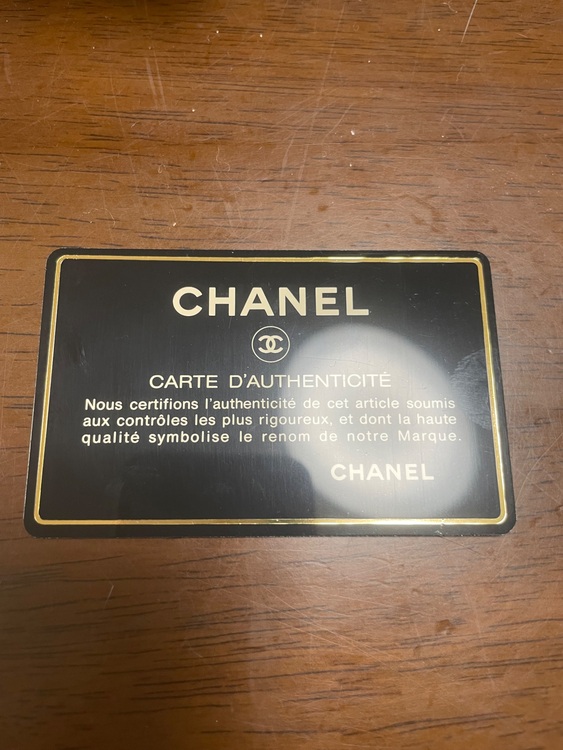 CHANEL
CARTE D'AUTHENTICITÉ
Nous certifions l'authenticité de cet article soumis
aux contrôles les plus rigoureux, et dont la haute
qualité symbolise le renom de notre Marque.
CHANEL